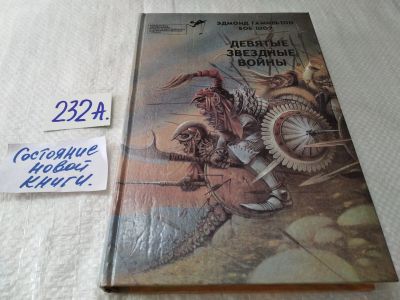 ЭДМОНД ГАМИЛЬТОН
БОБ ШОУ
ДЕВЯТЫЕ
ЗВЕЗДНЫЕ
ВОЙНЫ
232А.
Состояние
новой
книги.